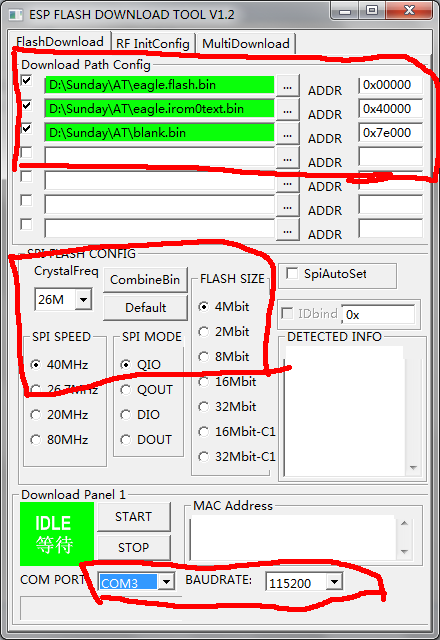 ESP FLASH DOWNLOAD TOOL V1.2
FlashDownload RF InitConfig MultiDownload
Download Path Config
D:\Sunday\AT\eagle.flash.bin ... ADDR 0x00000
D:\Sunday\AT\eagle.irom0text.bin ... ADDR 0x40000
D:\Sunday\AT\blank.bin ... ADDR 0x7e000
... ADDR
... ADDR
... ADDR
... ADDR
SPI FLASH CONFIG
CrystalFreq
26M
CombineBin
Default
SPI SPEED
40MHz
26.7MHz
20MHz
80MHz
SPI MODE
QIO
QOUT
DIO
DOUT
FLASH SIZE
4Mbit
2Mbit
8Mbit
16Mbit
32Mbit
16Mbit-C1
32Mbit-C1
SpiAutoSet
IDbind 0x
DETECTED INFO
Download Panel 1
IDLE
等待
START
STOP
MAC Address
COM PORT COM3 BAUDRATE: 115200